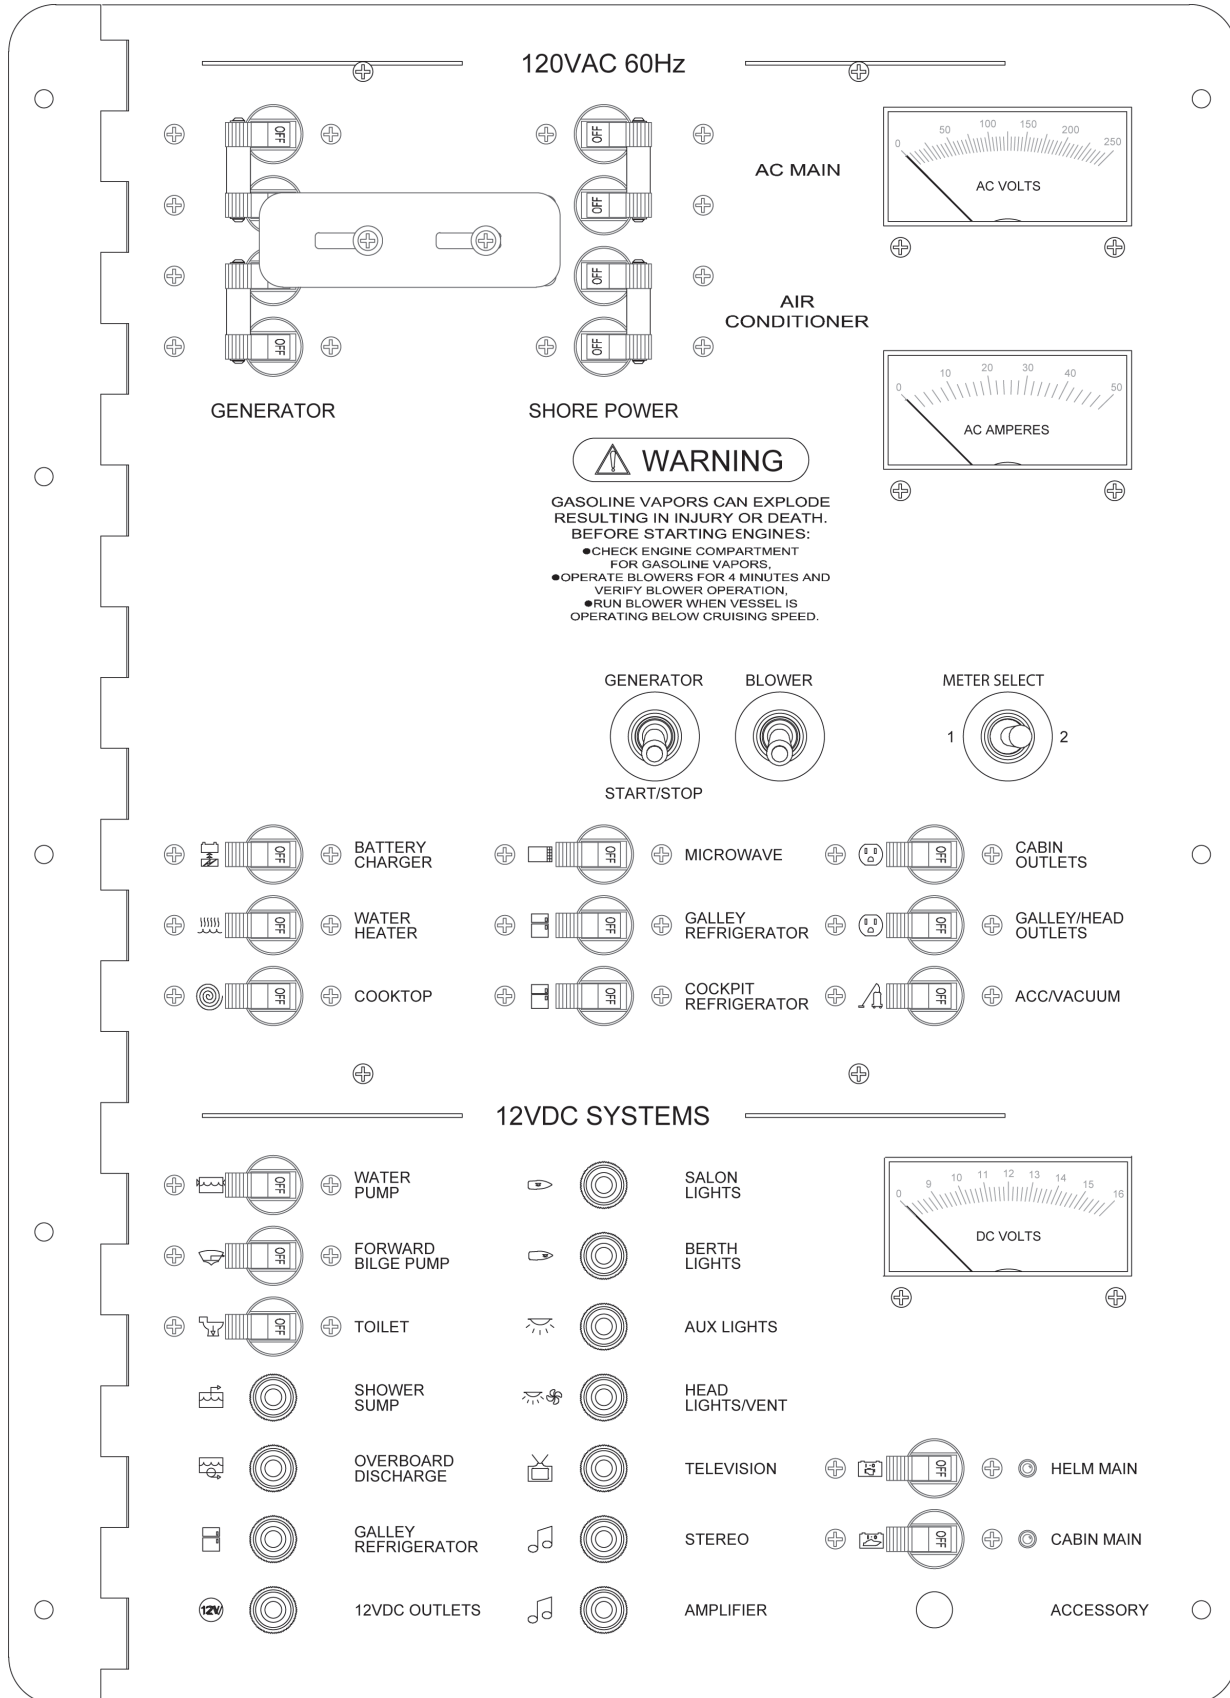 120VAC 60Hz
OFF
OFF
AC MAIN
0 50 100 150 200 250
AC VOLTS
OFF
OFF
AIR
CONDITIONER
OFF
OFF
0 10 20 30 40 50
AC AMPERES
GENERATOR
SHORE POWER
WARNING
GASOLINE VAPORS CAN EXPLODE
RESULTING IN INJURY OR DEATH.
BEFORE STARTING ENGINES:
●CHECK ENGINE COMPARTMENT
FOR GASOLINE VAPORS,
●OPERATE BLOWERS FOR 4 MINUTES AND
VERIFY BLOWER OPERATION,
●RUN BLOWER WHEN VESSEL IS
OPERATING BELOW CRUISING SPEED.
GENERATOR
START/STOP
BLOWER
METER SELECT
1 2
OFF
BATTERY
CHARGER
OFF
MICROWAVE
OFF
CABIN
OUTLETS
OFF
WATER
HEATER
OFF
GALLEY
REFRIGERATOR
OFF
GALLEY/HEAD
OUTLETS
OFF
COOKTOP
OFF
COCKPIT
REFRIGERATOR
OFF
ACC/VACUUM
12VDC SYSTEMS
OFF
WATER
PUMP
SALON
LIGHTS
0 9 10 11 12 13 14 15 16
DC VOLTS
OFF
FORWARD
BILGE PUMP
BERTH
LIGHTS
OFF
TOILET
AUX LIGHTS
SHOWER
SUMP
HEAD
LIGHTS/VENT
OVERBOARD
DISCHARGE
TELEVISION
OFF
HELM MAIN
GALLEY
REFRIGERATOR
STEREO
OFF
CABIN MAIN
12V
12VDC OUTLETS
AMPLIFIER
ACCESSORY